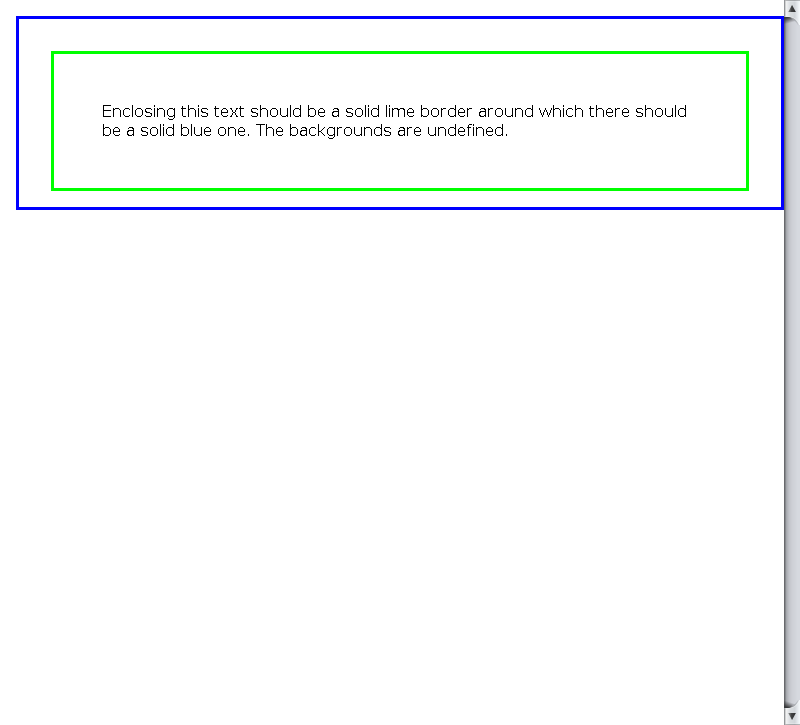 Enclosing this text should be a solid lime border around which there should
be a solid blue one. The backgrounds are undefined.